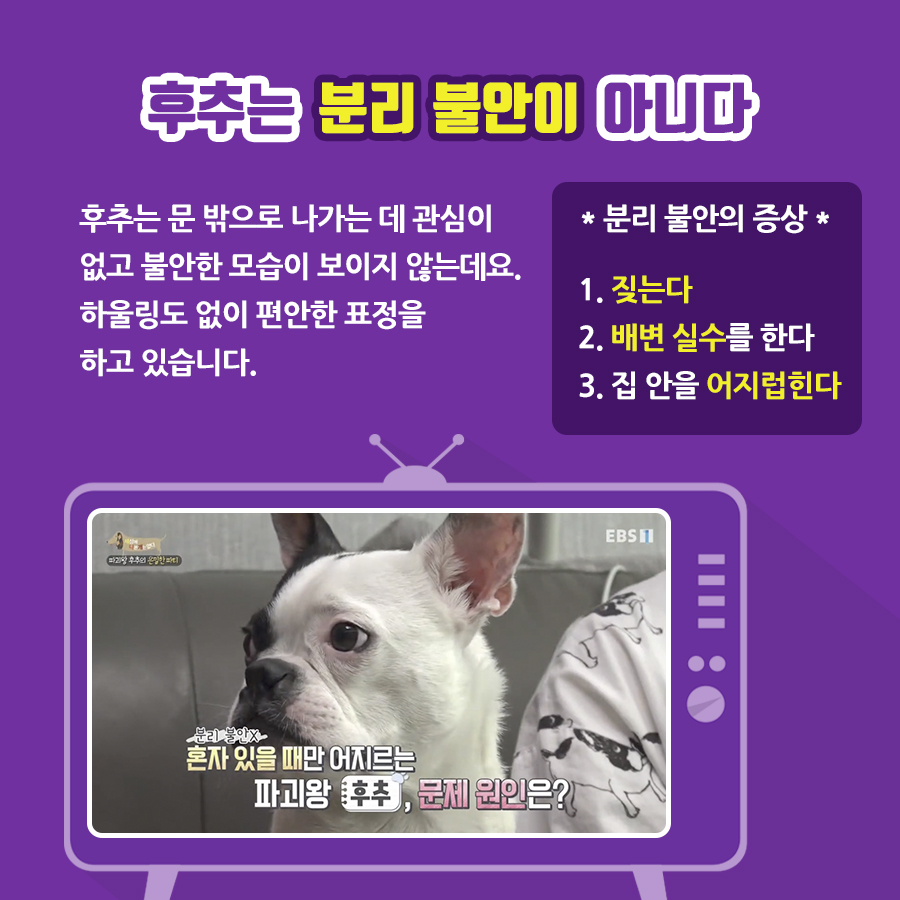 후추는 분리 불안이 아니다
후추는 문 밖으로 나가는 데 관심이
없고 불안한 모습이 보이지 않는데요.
하울링도 없이 편안한 표정을
하고 있습니다.
* 분리 불안의 증상 *
1. 짖는다
2. 배변 실수를 한다
3. 집 안을 어지럽힌다
EBS 1
파괴왕 후추의 은밀한 파티
분리 불안X
혼자 있을 때만 어지르는
파괴왕 후추, 문제 원인은?